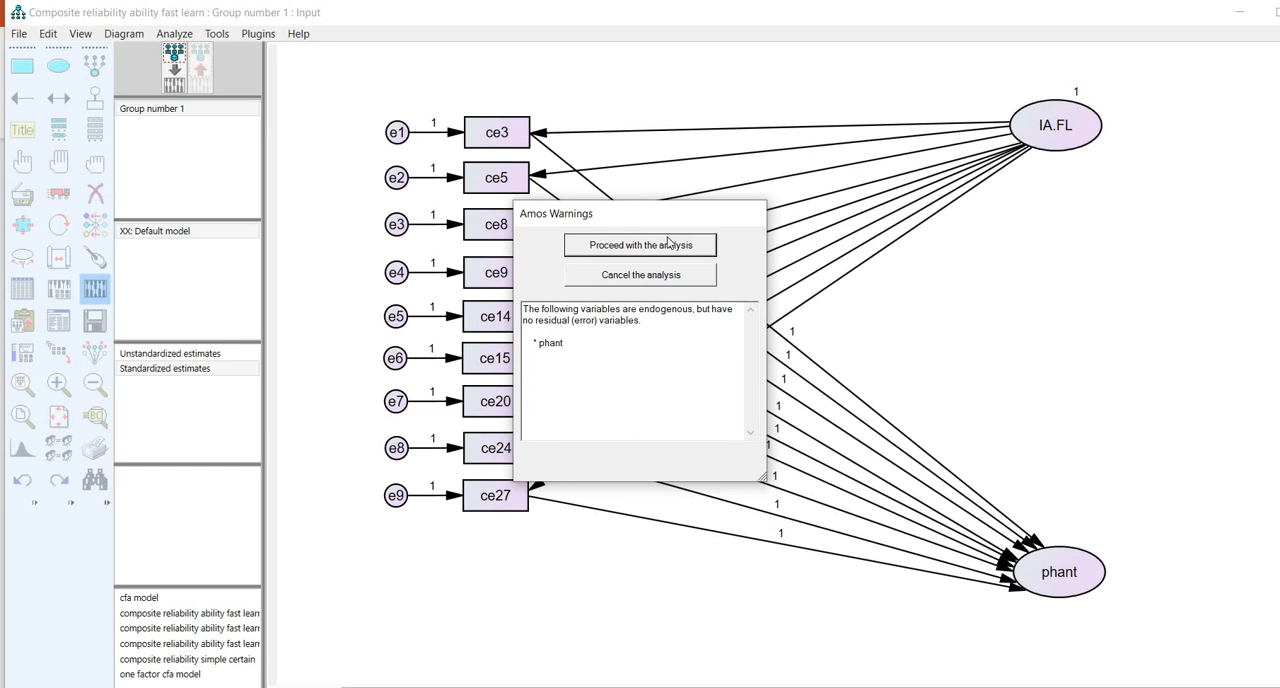 Composite reliability ability fast learn : Group number 1 : Input
File Edit View Diagram Analyze Tools Plugins Help
Title
Group number 1
XX: Default model
Unstandardized estimates
Standardized estimates
cfa model
composite reliability ability fast learn
composite reliability ability fast lear
composite reliability ability fast lear
composite reliability simple certain
one factor cfa model
1
IA.FL
e1 1 ce3
e2 1 ce5
e3 1 ce8
e4 1 ce9
e5 1 ce14
e6 1 ce15
e7 1 ce20
e8 1 ce24
e9 1 ce27
Amos Warnings
Proceed with the analysis
Cancel the analysis
The following variables are endogenous, but have
no residual (error) variables.
* phant
1
1
1
1
1
1
1
1
1
phant